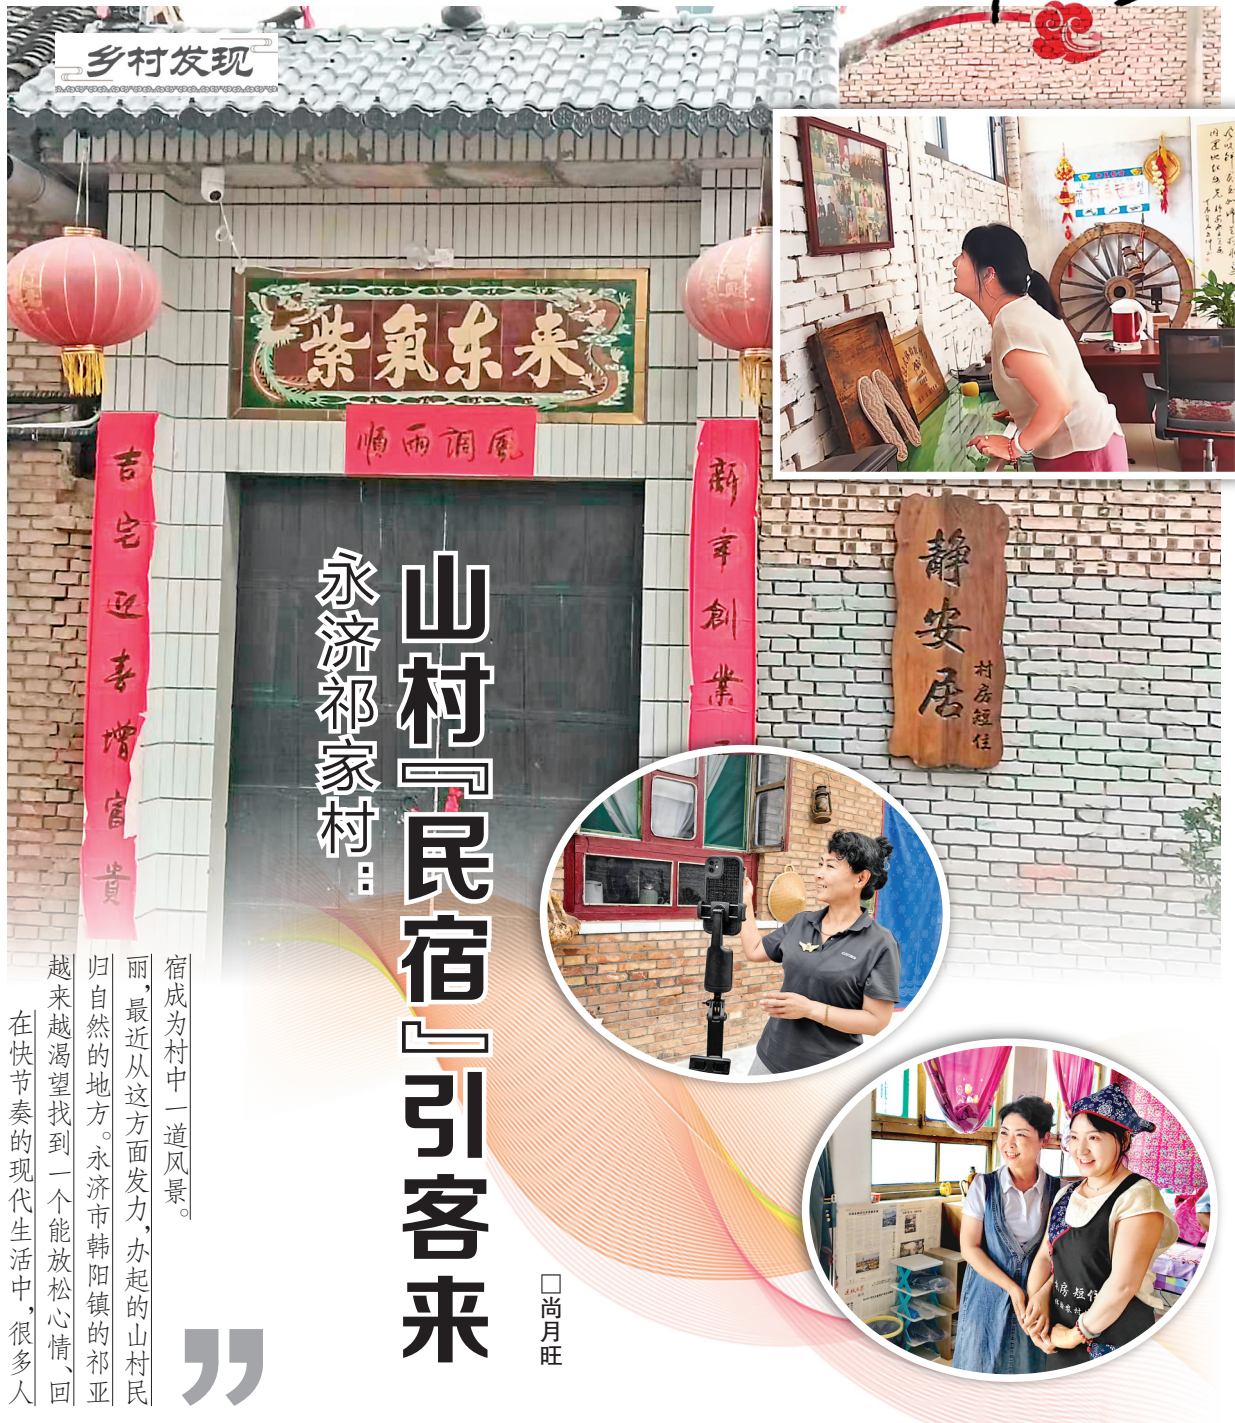 乡村发现
紫氣东来
風調雨順
新年創業
吉宅迎春增富貴
静安居
村房短住
永济祁家村：
山村『民宿』引客来
□尚月旺
在快节奏的现代生活中，很多人
越来越渴望找到一个能放松心情、回
归自然的地方。永济市韩阳镇的祁亚
丽，最近从这方面发力，办起的山村民
宿成为村中一道风景。
房短住